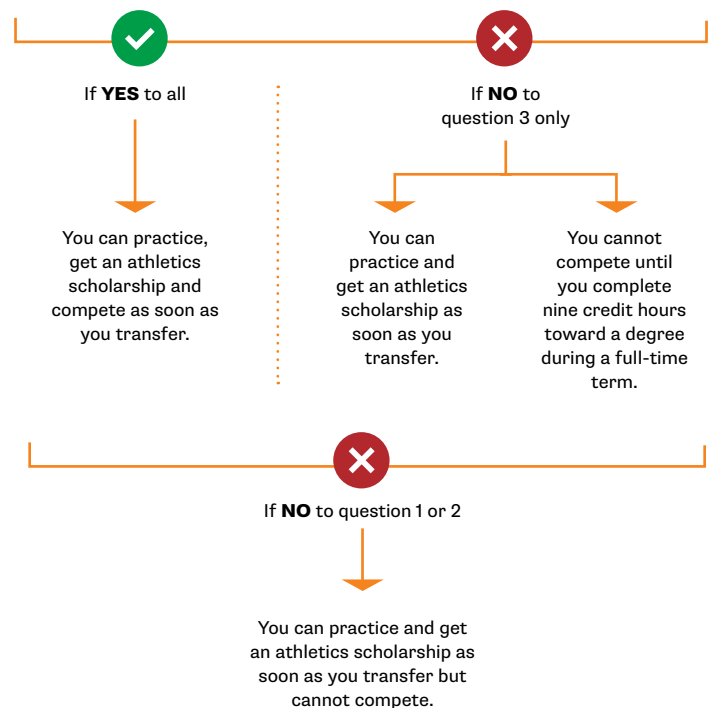 If YES to all
You can practice,
get an athletics
scholarship and
compete as soon as
you transfer.
If NO to
question 3 only
You can
practice and
get an athletics
scholarship as
soon as you
transfer.
You cannot
compete until
you complete
nine credit hours
toward a degree
during a full-time
term.
If NO to question 1 or 2
You can practice and get
an athletics scholarship as
soon as you transfer but
cannot compete.